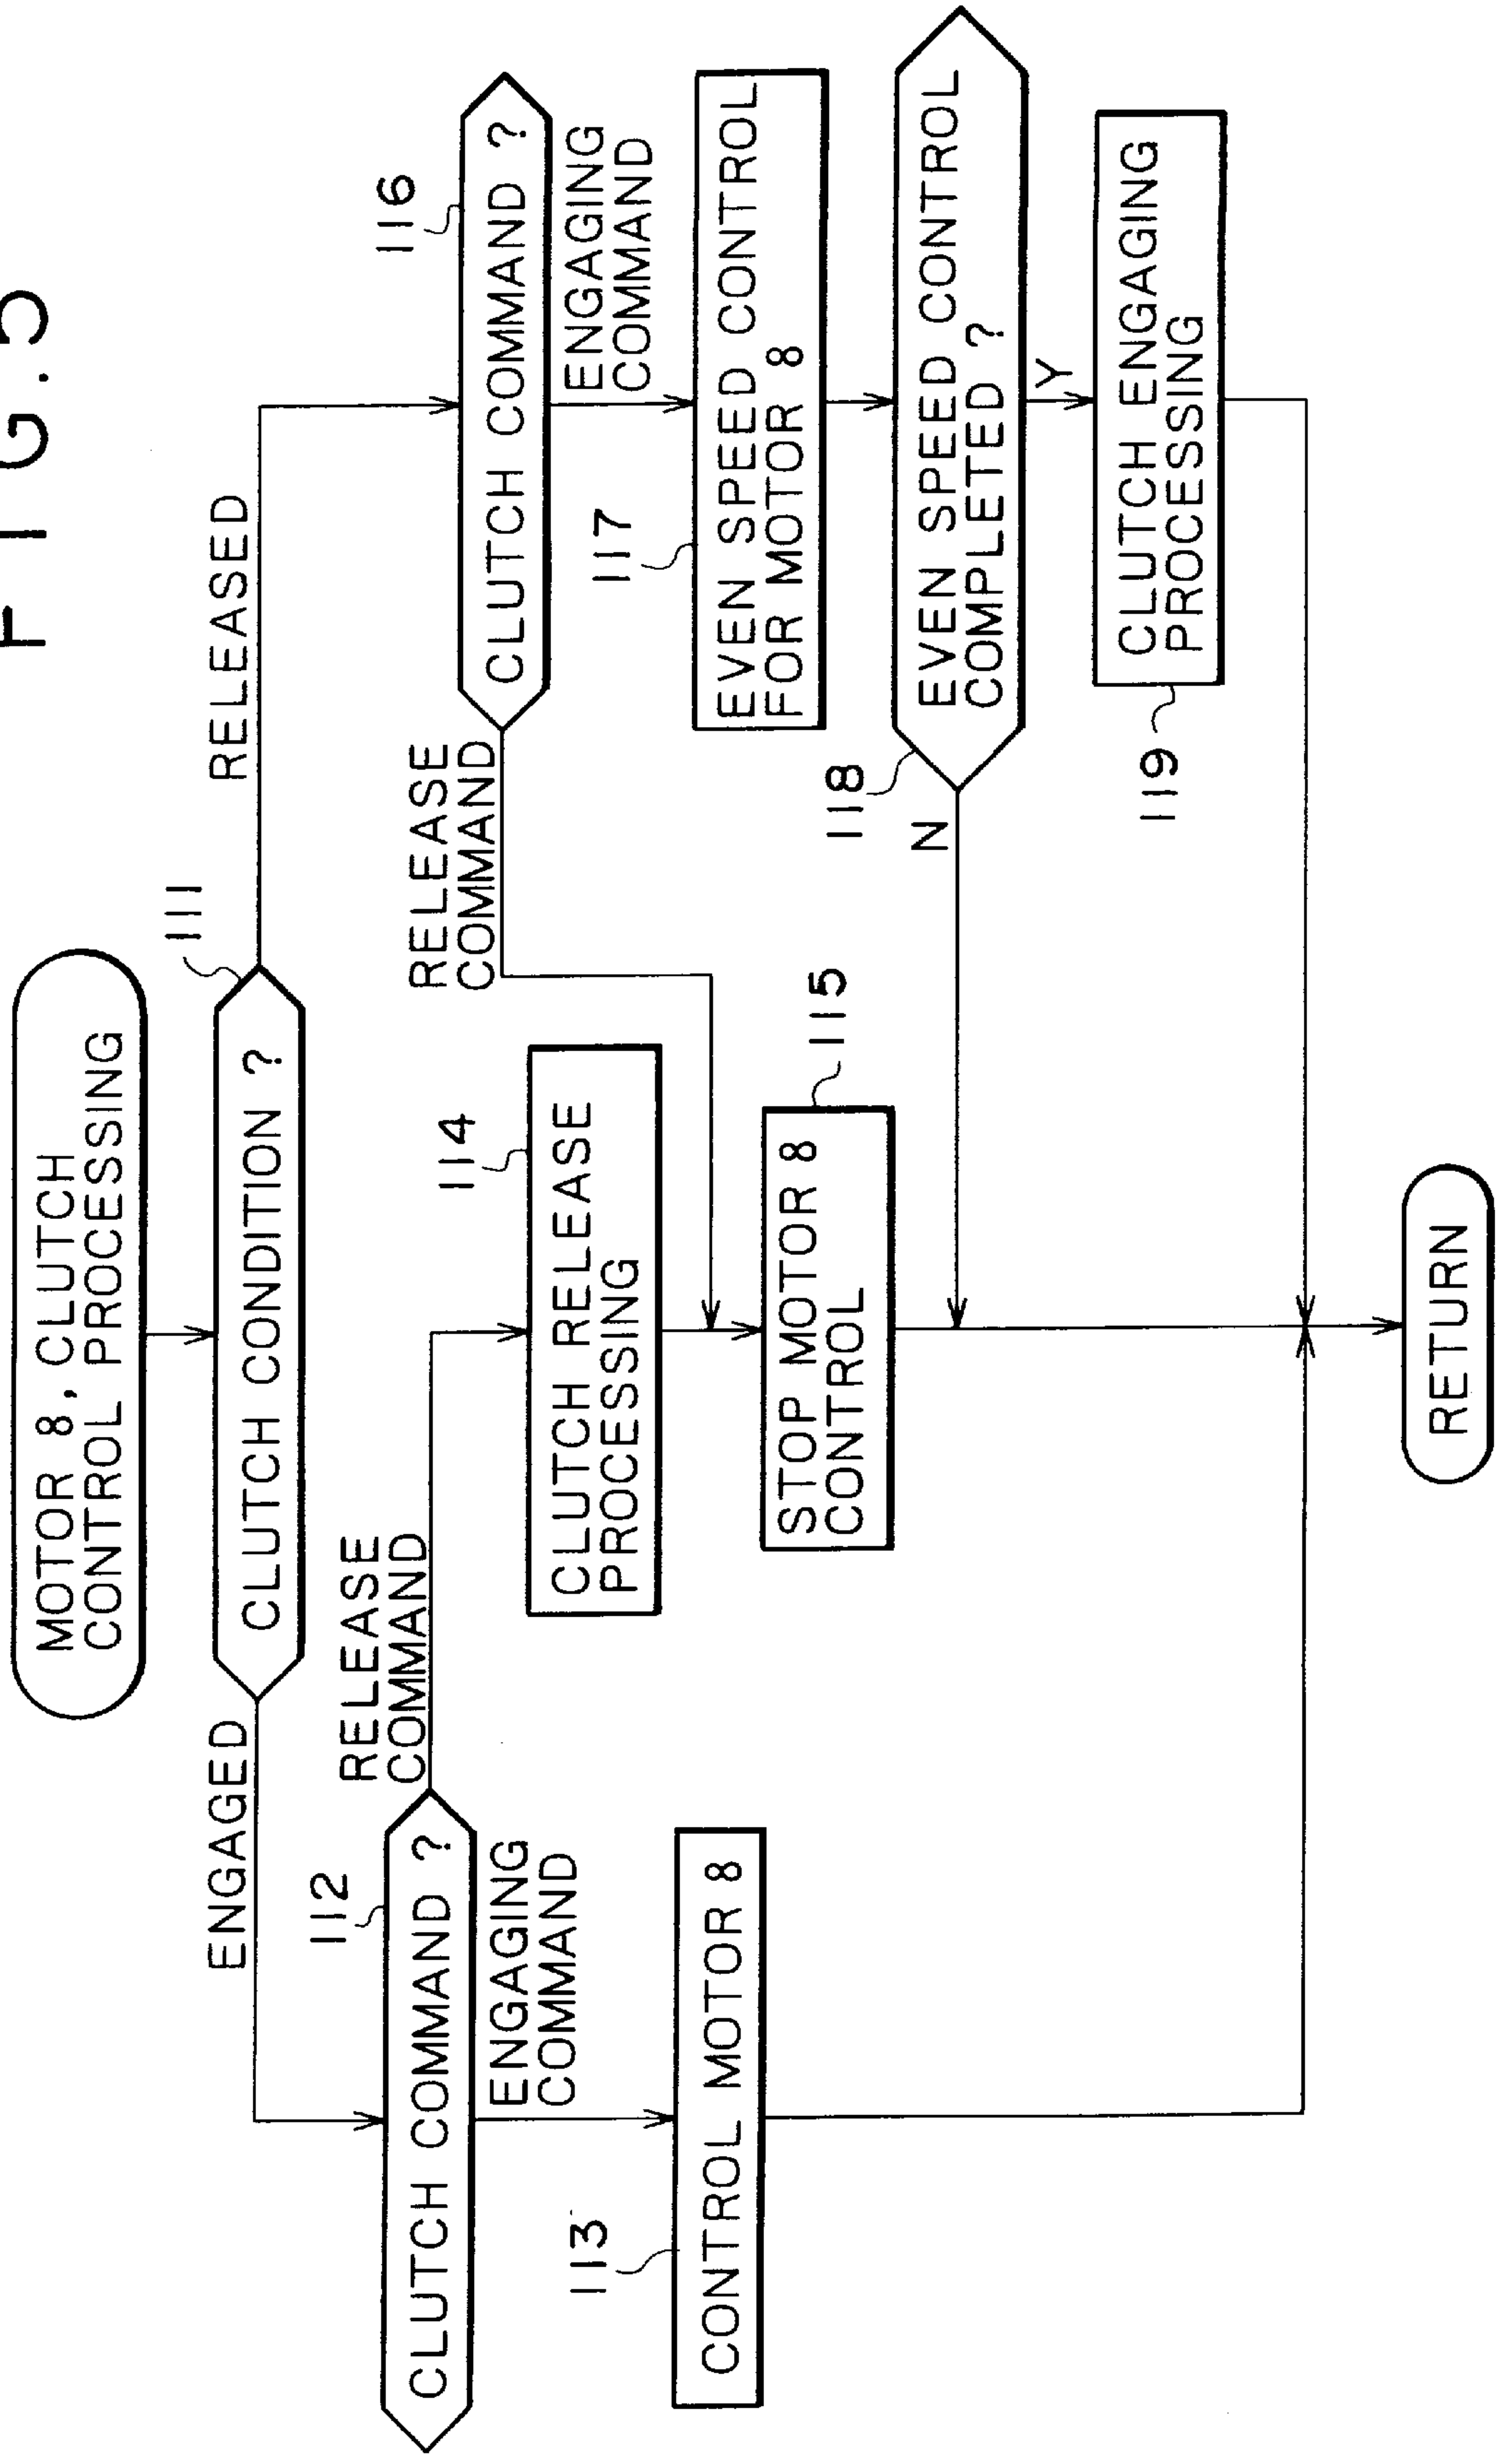 FIG.5
MOTOR 8, CLUTCH
CONTROL PROCESSING
111
CLUTCH CONDITION ?
ENGAGED
RELEASED
112
CLUTCH COMMAND ?
RELEASE
COMMAND
ENGAGING
COMMAND
113
CONTROL MOTOR 8
114
CLUTCH RELEASE
PROCESSING
115
STOP MOTOR 8
CONTROL
116
CLUTCH COMMAND ?
RELEASE
COMMAND
ENGAGING
COMMAND
117
EVEN SPEED CONTROL
FOR MOTOR 8
118
EVEN SPEED CONTROL
COMPLETED ?
N
Y
119
CLUTCH ENGAGING
PROCESSING
RETURN